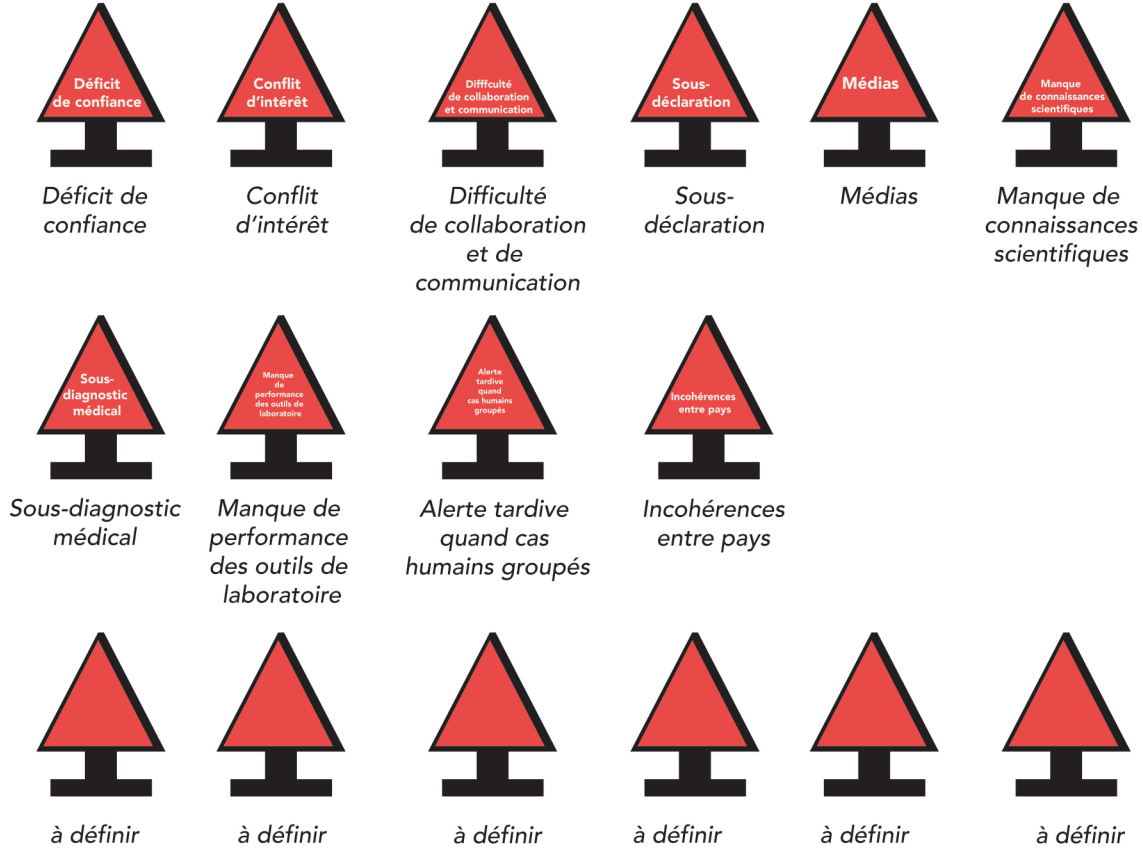 Déficit
de confiance
Conflit
d'intérêt
Diffficulté
de collaboration
et communication
Sous-
déclaration
Médias
Manque
de connaissances
scientifiques
Déficit de
confiance
Conflit
d'intérêt
Difficulté
de collaboration
et de
communication
Sous-
déclaration
Médias
Manque de
connaissances
scientifiques
Sous-
diagnostic
médical
Manque
de
performance
des outils de
laboratoire
Alerte
tardive
quand
cas humains
groupés
Incohérences
entre pays
Sous-diagnostic
médical
Manque de
performance
des outils de
laboratoire
Alerte tardive
quand cas
humains groupés
Incohérences
entre pays
à définir
à définir
à définir
à définir
à définir
à définir